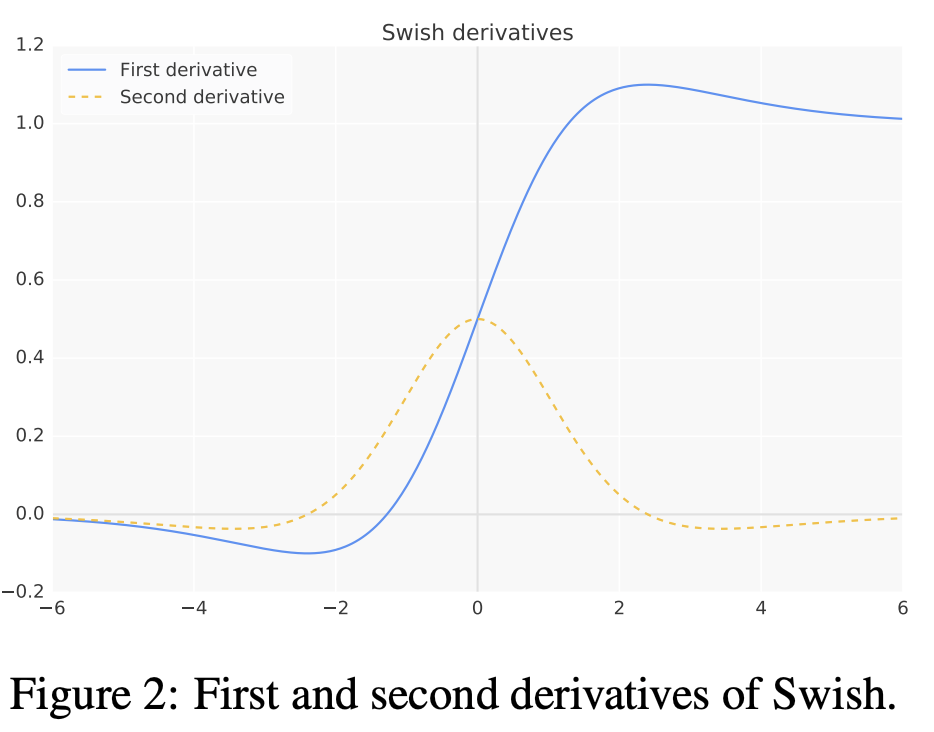 Swish derivatives
1.2
First derivative
Second derivative
1.0
0.8
0.6
0.4
0.2
0.0
−0.2
−6 −4 −2 0 2 4 6
Figure 2: First and second derivatives of Swish.